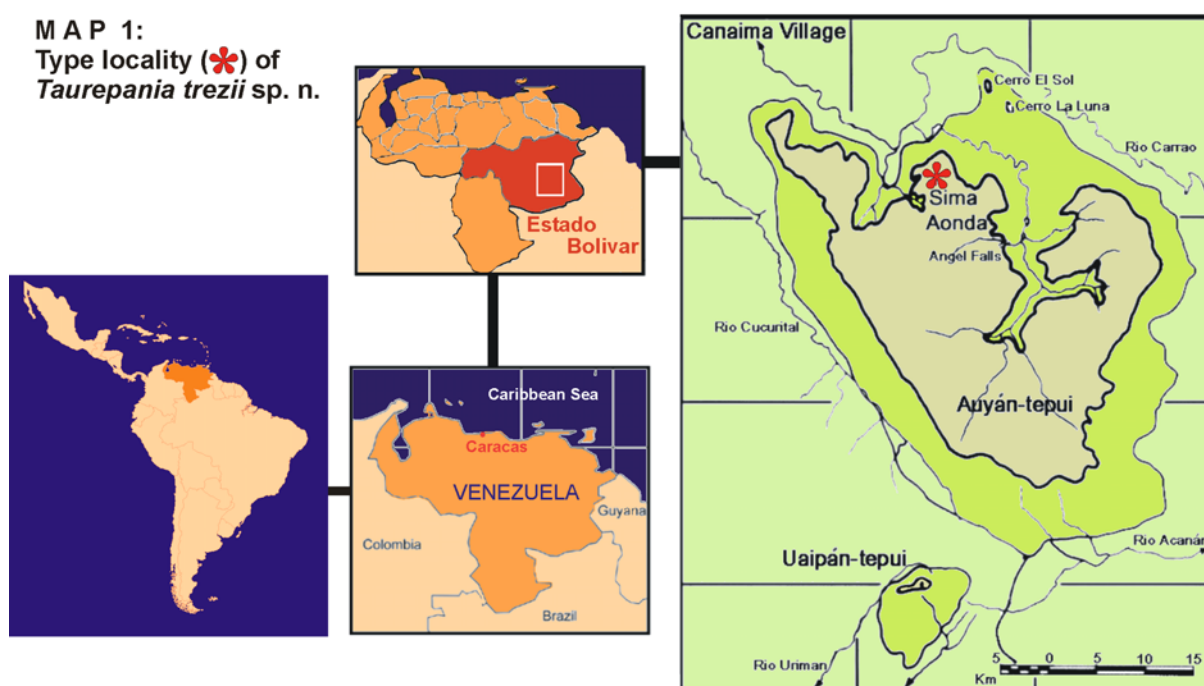 MAP 1:
Type locality (*) of
Taurepania trezii sp. n.
Estado
Bolivar
Caribbean Sea
Caracas
VENEZUELA
Guyana
Colombia
Brazil
Canaima Village
Cerro El Sol
Cerro La Luna
Rio Carrao
Sima
Aonda
Angel Falls
Rio Cucurital
Auyán-tepui
Rio Acanán
Uaipán-tepui
Rio Uriman
5 0 5 10 15
Km